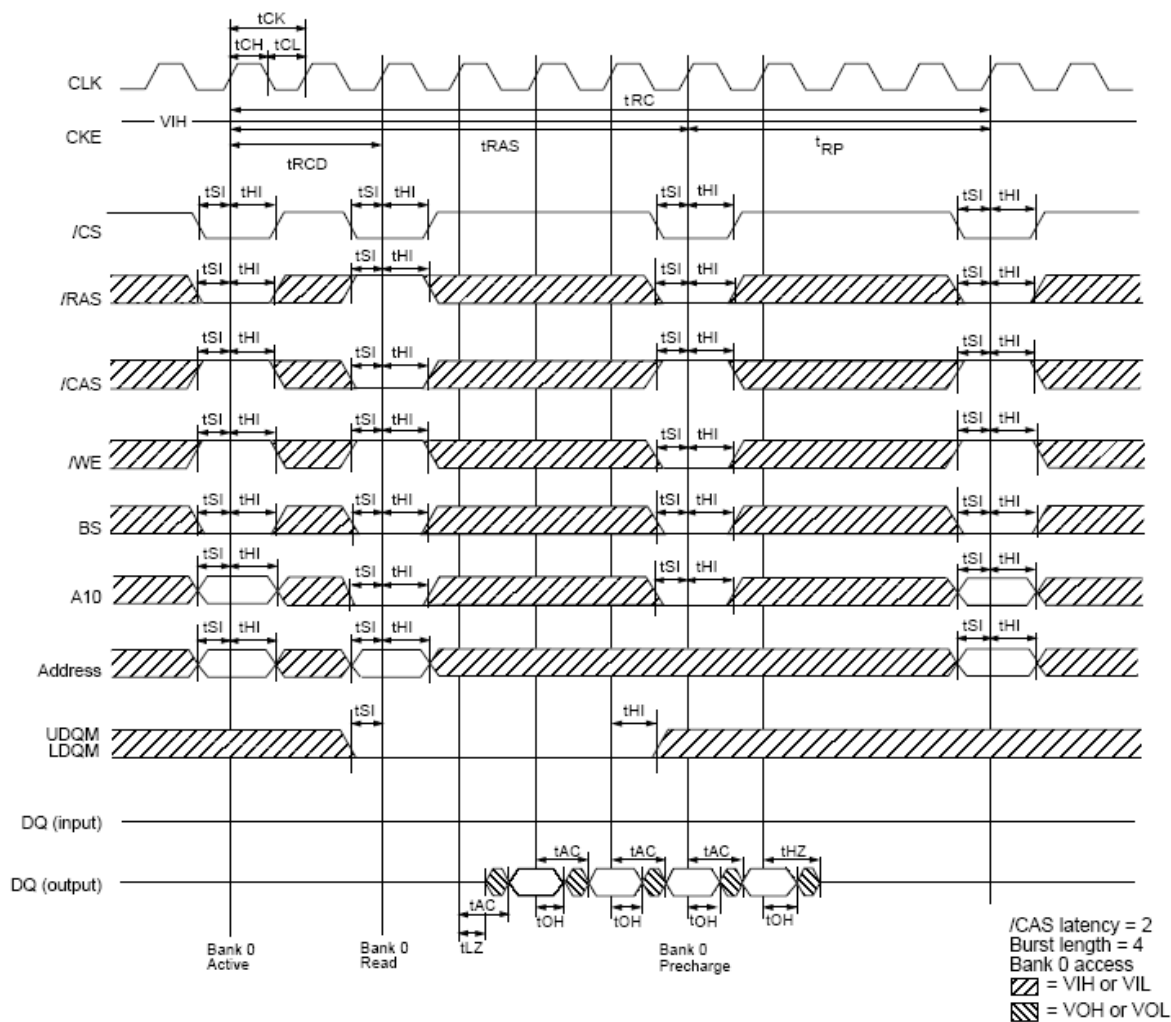 tCK
tCH tCL
CLK
tRC
VIH
CKE
tRAS
tRP
tRCD
tSI tHI tSI tHI tSI tHI tSI tHI
/CS
tSI tHI tSI tHI tSI tHI tSI tHI
/RAS
tSI tHI tSI tHI tSI tHI tSI tHI
/CAS
tSI tHI tSI tHI tSI tHI tSI tHI
/WE
tSI tHI tSI tHI tSI tHI tSI tHI
BS
tSI tHI tSI tHI tSI tHI tSI tHI
A10
tSI tHI tSI tHI tSI tHI
Address
tSI tHI
UDQM
LDQM
DQ (input)
tAC tAC tAC tHZ
DQ (output)
tAC
tOH tOH tOH tOH
tLZ
Bank 0
Active
Bank 0
Read
Bank 0
Precharge
/CAS latency = 2
Burst length = 4
Bank 0 access
= VIH or VIL
= VOH or VOL